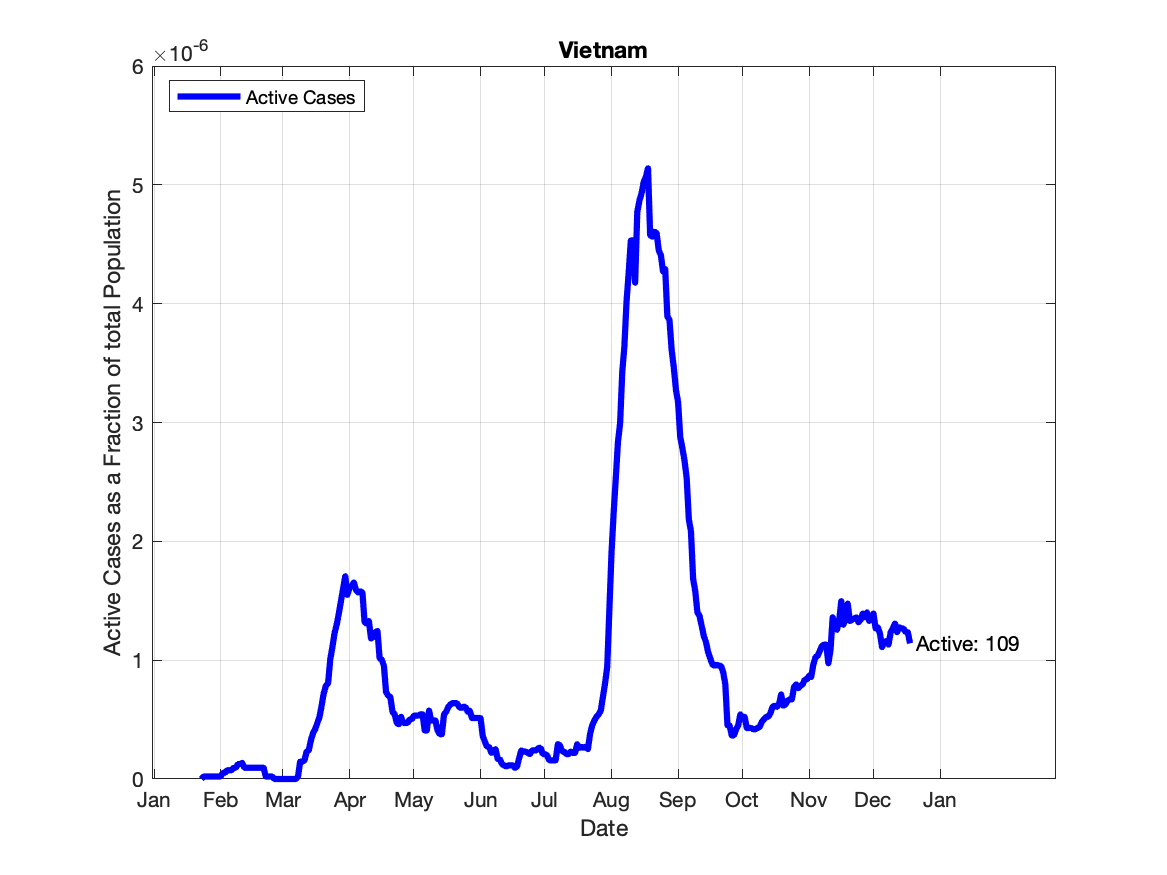 Vietnam
×10-6
Active Cases
6
5
4
3
2
1
0
Active Cases as a Fraction of total Population
Active: 109
Jan Feb Mar Apr May Jun Jul Aug Sep Oct Nov Dec Jan
Date